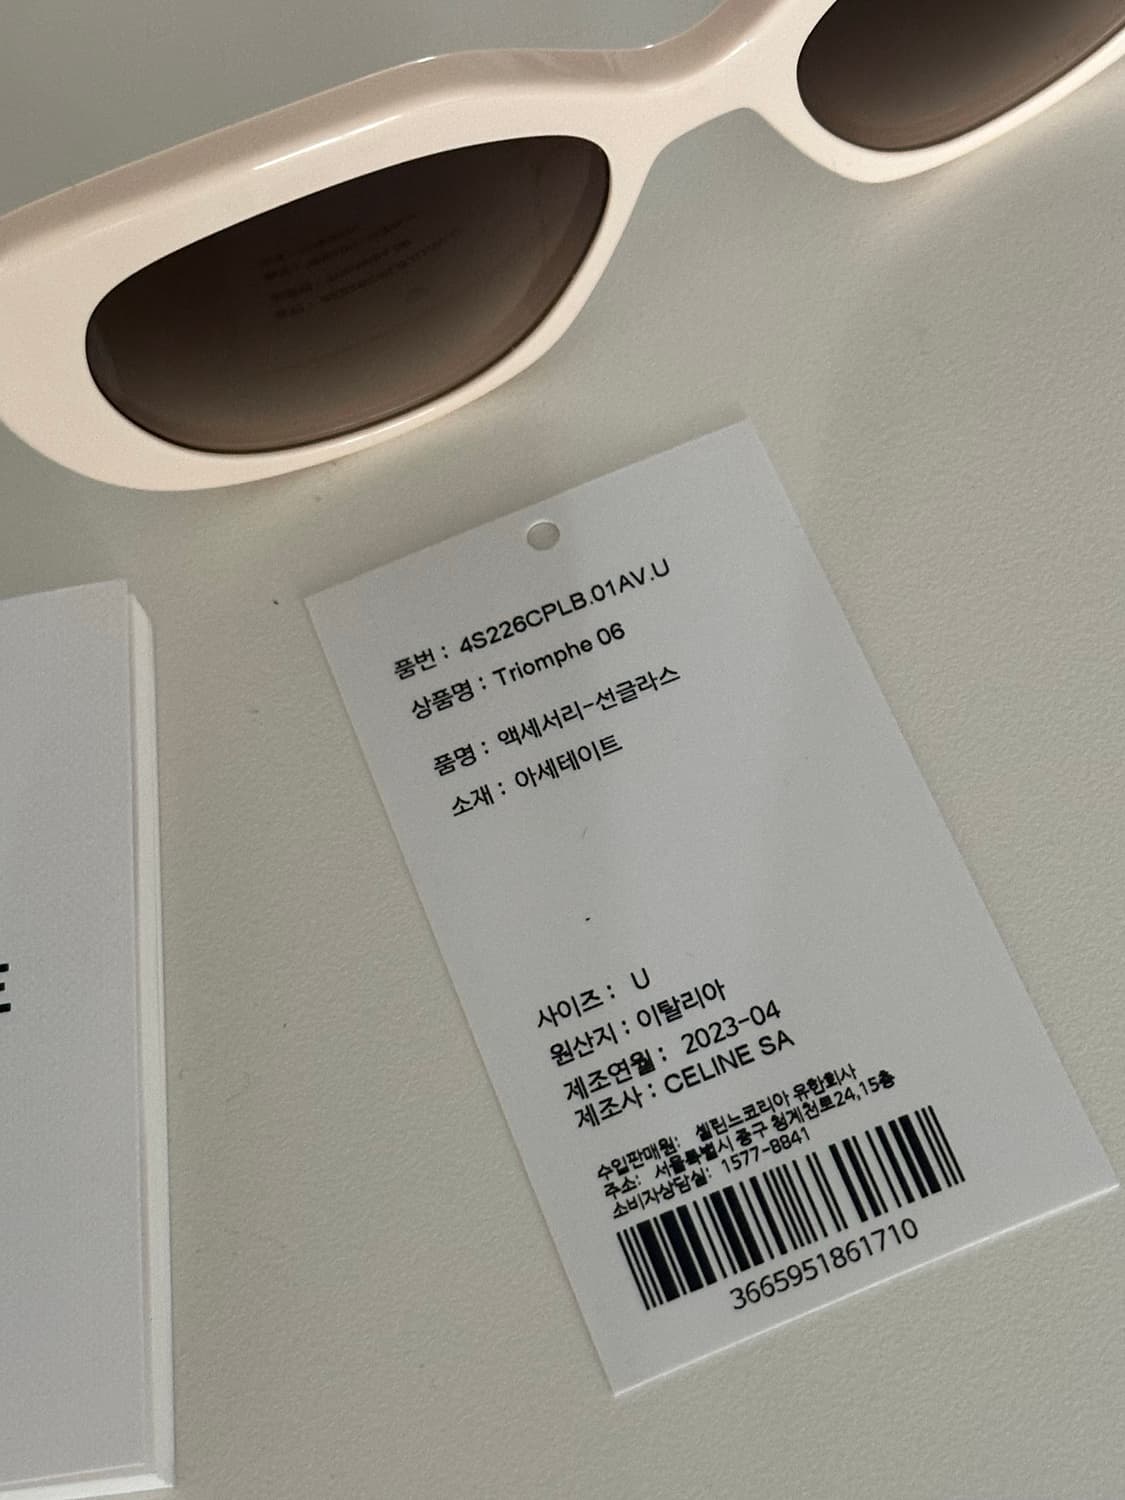 품번 : 4S226CPLB.01AV.U
상품명 : Triomphe 06
품명 : 액세서리-선글라스
소재 : 아세테이트
사이즈 : U
원산지 : 이탈리아
제조연월 : 2023-04
제조사 : CELINE SA
수입판매원: 셀린느코리아 유한회사
주소: 서울특별시 중구 청계천로24,15층
소비자상담실: 1577-8841
3665951861710
E